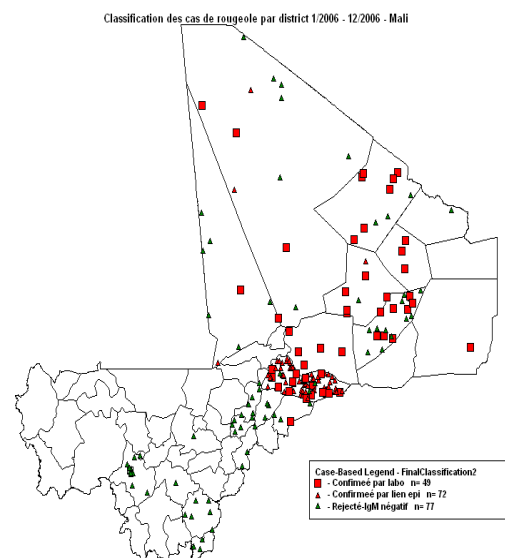 Classification des cas de rougeole par district 1/2006 - 12/2006 - Mali
Case-Based Legend - FinalClassification2
- Confirmeé par labo n= 49
- Confirmeé par lien epi n= 72
- Rejecté-IgM négatif n= 77